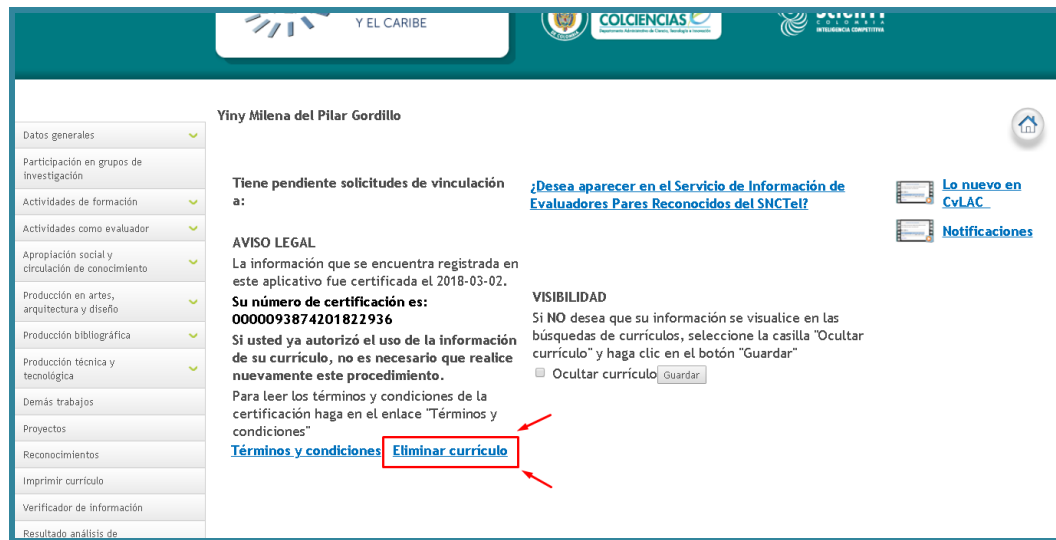 Y EL CARIBE
COLCIENCIAS
COLOMBIA
INTELIGENCIA COMPETITIVA
Yiny Milena del Pilar Gordillo
Datos generales
Participación en grupos de
investigación
Actividades de formación
Actividades como evaluador
Apropiación social y
circulación de conocimiento
Producción en artes,
arquitectura y diseño
Producción bibliográfica
Producción técnica y
tecnológica
Demás trabajos
Proyectos
Reconocimientos
Imprimir currículo
Verificador de información
Resultado análisis de
Tiene pendiente solicitudes de vinculación
a:
AVISO LEGAL
La información que se encuentra registrada en
este aplicativo fue certificada el 2018-03-02.
Su número de certificación es:
0000093874201822936
Si usted ya autorizó el uso de la información
de su currículo, no es necesario que realice
nuevamente este procedimiento.
Para leer los términos y condiciones de la
certificación haga en el enlace "Términos y
condiciones"
Términos y condiciones Eliminar currículo
¿Desea aparecer en el Servicio de Información de
Evaluadores Pares Reconocidos del SNCTeI?
VISIBILIDAD
Si NO desea que su información se visualice en las
búsquedas de currículos, seleccione la casilla "Ocultar
currículo" y haga clic en el botón "Guardar"
Ocultar currículo Guardar
Lo nuevo en
CvLAC
Notificaciones